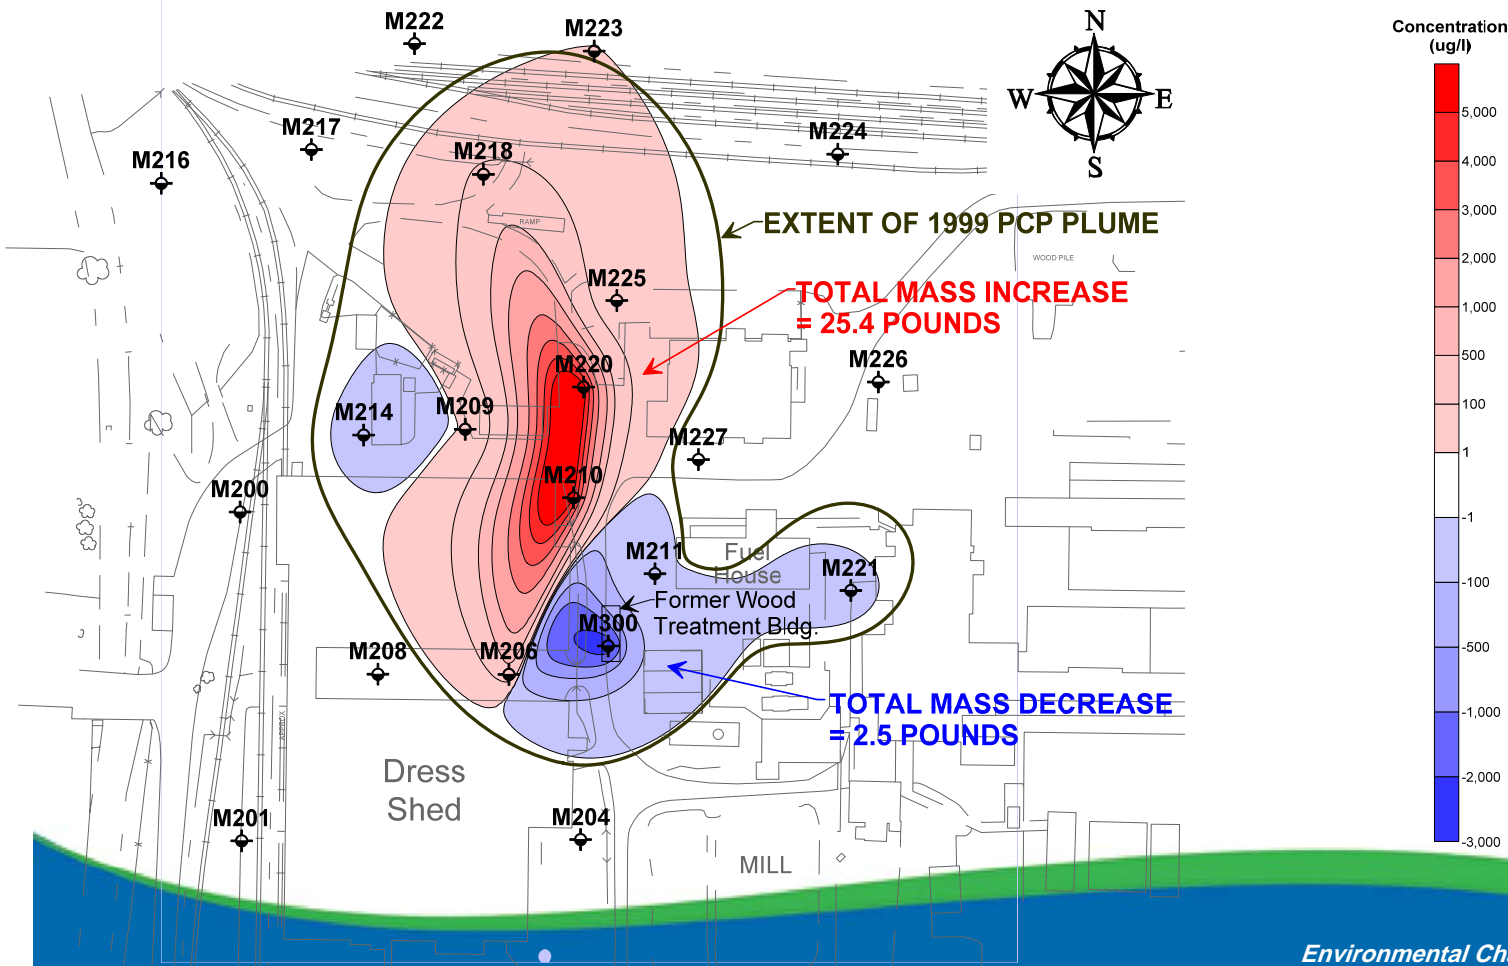 M222
M223
N
W
E
S
Concentration
(ug/l)
5,000
4,000
3,000
2,000
1,000
500
100
1
-1
-100
-500
-1,000
-2,000
-3,000
M217
M218
M224
M216
RAMP
EXTENT OF 1999 PCP PLUME
WOOD PILE
M225
TOTAL MASS INCREASE
= 25.4 POUNDS
M220
M226
M214
M209
M227
M210
M200
M211
Fuel
House
M221
Former Wood
Treatment Bldg.
M300
M208
M206
TOTAL MASS DECREASE
= 2.5 POUNDS
APPROX
Dress
Shed
M201
M204
MILL
Environmental Ch